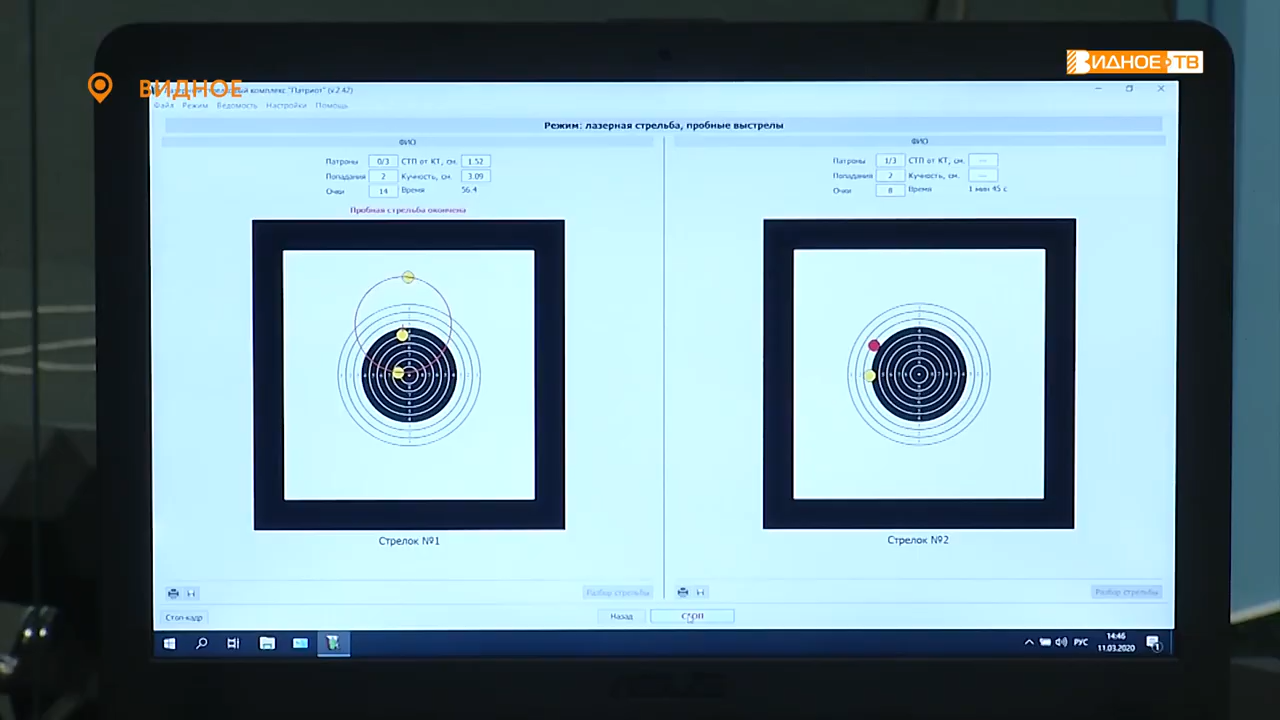 ВИДНОЕ
ВИДНОЕ ТВ
комплекс "Патриот" (v.2.42)
Файл Режим Ведомость Настройки Помощь
Режим: лазерная стрельба, пробные выстрелы
ФИО
Патроны 0/3 СТП от КТ, см. 1.52
Попадания 2 Кучность, см. 3.09
Очки 14 Время 56.4
Пробная стрельба окончена
Стрелок №1
ФИО
Патроны 1/3 СТП от КТ, см. ---
Попадания 2 Кучность, см. ---
Очки 8 Время 1 мин 45 с
Стрелок №2
Разбор стрельбы
Разбор стрельбы
Стоп-кадр
Назад
СТОП
РУС
14:46
11.03.2020